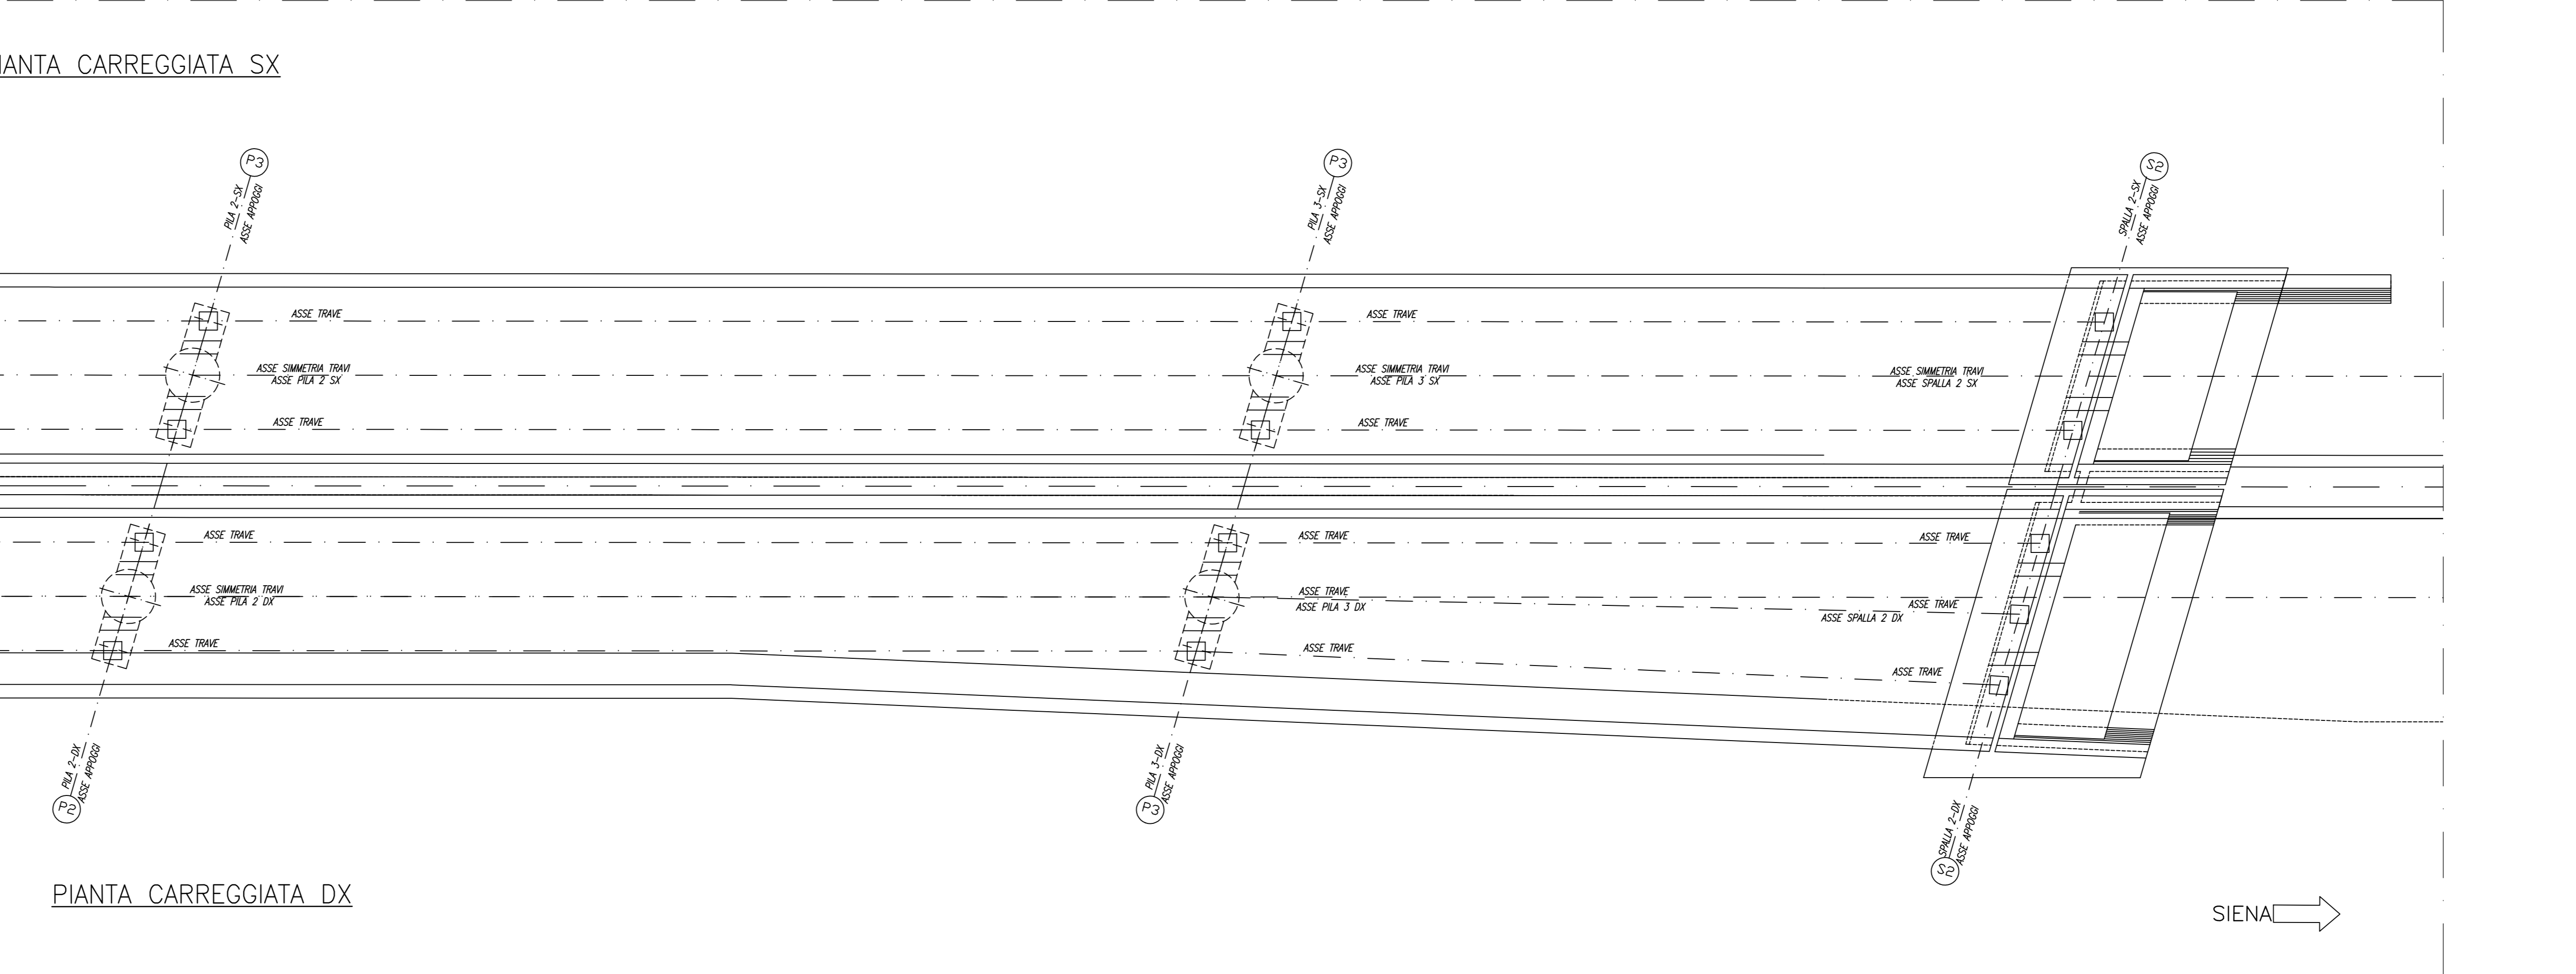 IANTA CARREGGIATA SX
P3
PILA 2-SX
ASSE APPOGGI
P3
PILA 3-SX
ASSE APPOGGI
S2
SPALLA 2-SX
ASSE APPOGGI
ASSE TRAVE
ASSE TRAVE
ASSE SIMMETRIA TRAVI
ASSE PILA 2 SX
ASSE SIMMETRIA TRAVI
ASSE PILA 3 SX
ASSE SIMMETRIA TRAVI
ASSE SPALLA 2 SX
ASSE TRAVE
ASSE TRAVE
ASSE TRAVE
ASSE TRAVE
ASSE TRAVE
ASSE SIMMETRIA TRAVI
ASSE PILA 2 DX
ASSE TRAVE
ASSE PILA 3 DX
ASSE TRAVE
ASSE SPALLA 2 DX
ASSE TRAVE
ASSE TRAVE
ASSE TRAVE
PILA 2-DX
ASSE APPOGGI
P2
PILA 3-DX
ASSE APPOGGI
P3
SPALLA 2-DX
ASSE APPOGGI
S2
PIANTA CARREGGIATA DX
SIENA